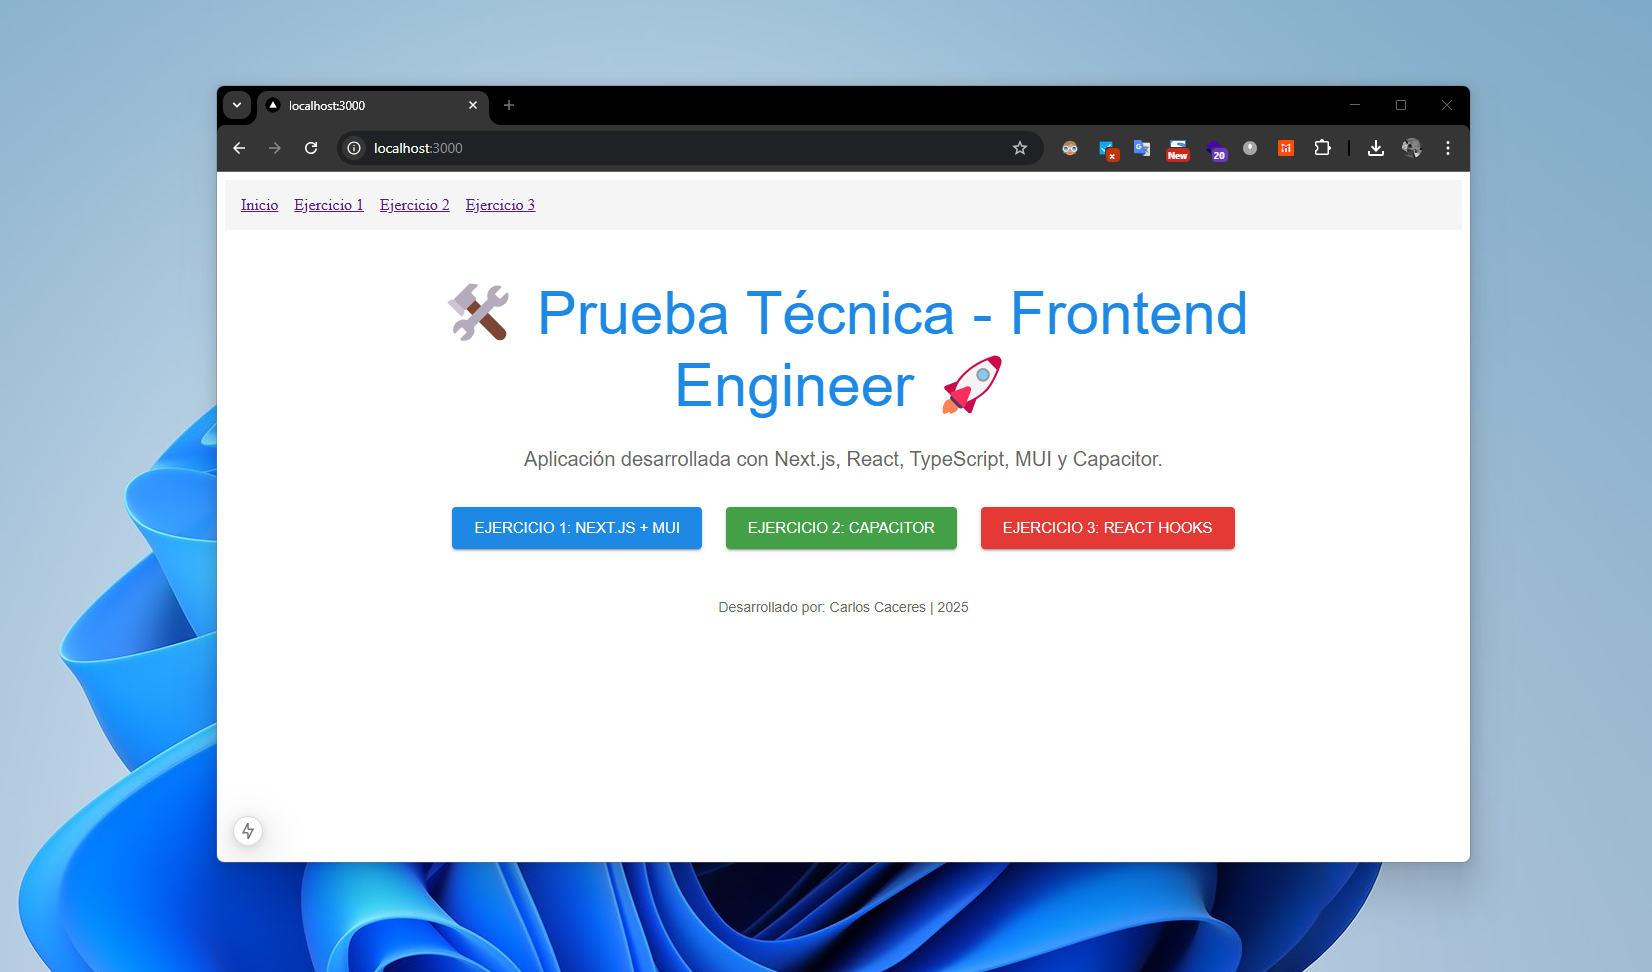 localhost:3000
localhost:3000
New
20
Inicio Ejercicio 1 Ejercicio 2 Ejercicio 3
🛠️ Prueba Técnica - Frontend
Engineer 🚀
Aplicación desarrollada con Next.js, React, TypeScript, MUI y Capacitor.
EJERCICIO 1: NEXT.JS + MUI EJERCICIO 2: CAPACITOR EJERCICIO 3: REACT HOOKS
Desarrollado por: Carlos Caceres | 2025